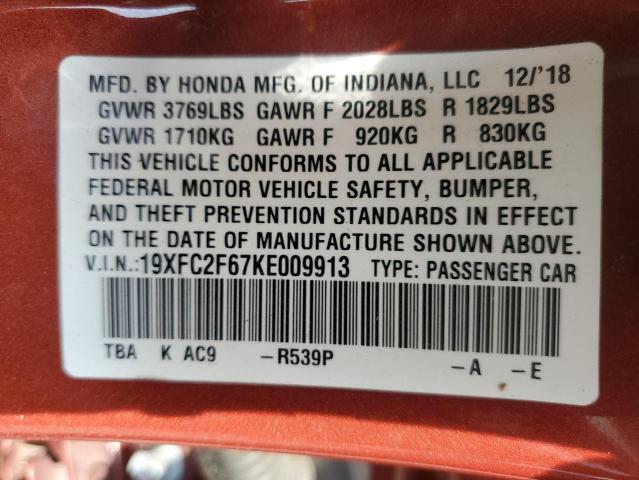 MFD. BY HONDA MFG. OF INDIANA, LLC 12/'18
GVWR 3769LBS GAWR F 2028LBS R 1829LBS
GVWR 1710KG GAWR F 920KG R 830KG
THIS VEHICLE CONFORMS TO ALL APPLICABLE
FEDERAL MOTOR VEHICLE SAFETY, BUMPER,
AND THEFT PREVENTION STANDARDS IN EFFECT
ON THE DATE OF MANUFACTURE SHOWN ABOVE.
V.I.N.:19XFC2F67KE009913 TYPE: PASSENGER CAR
TBA K AC9 –R539P –A –E